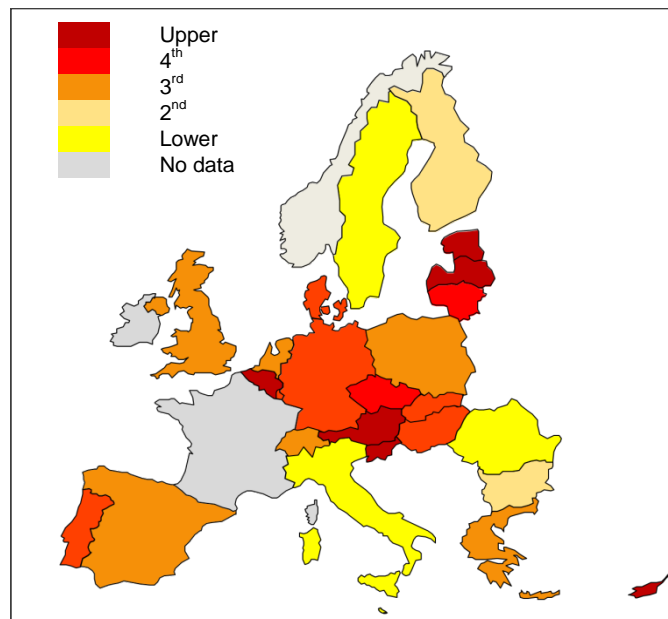 Upper
4th
3rd
2nd
Lower
No data